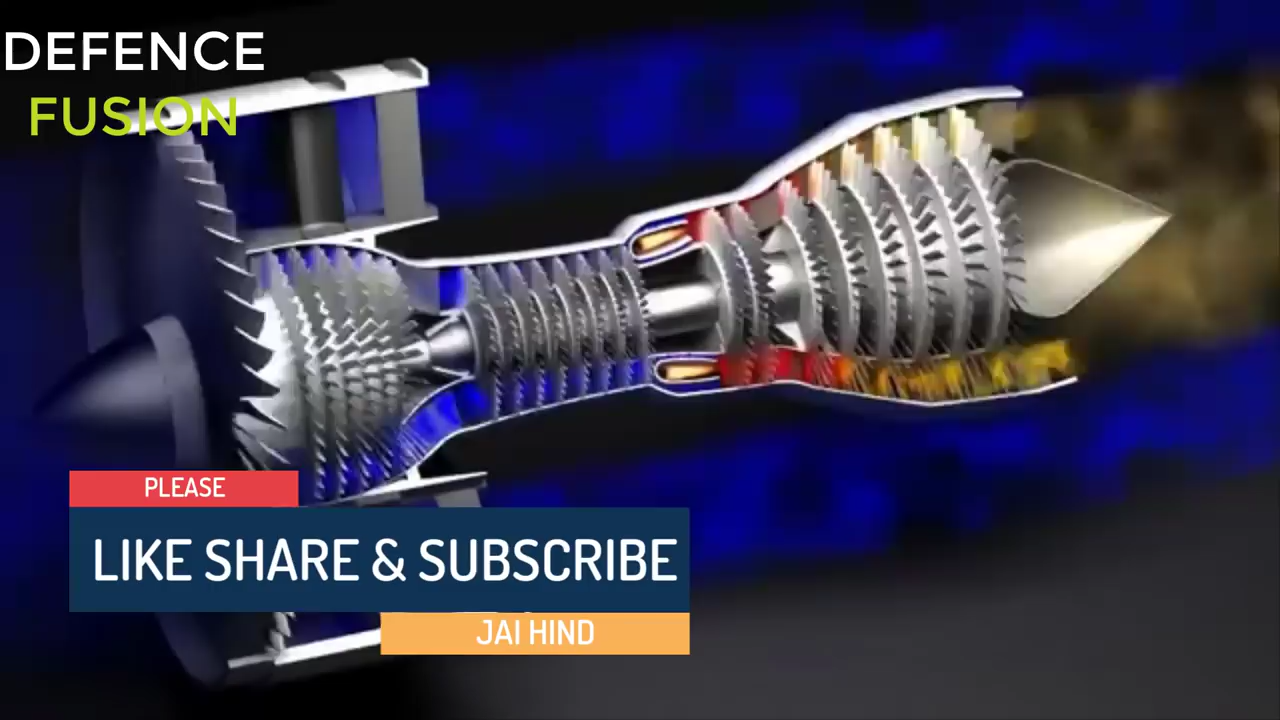 DEFENCE
FUSION
PLEASE
LIKE SHARE & SUBSCRIBE
JAI HIND